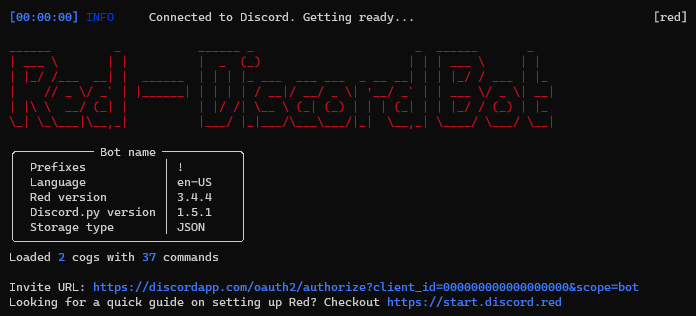 [00:00:00] INFO Connected to Discord. Getting ready... [red]
Red - Discord Bot
Bot name
Prefixes !
Language en-US
Red version 3.4.4
Discord.py version 1.5.1
Storage type JSON
Loaded 2 cogs with 37 commands
Invite URL: https://discordapp.com/oauth2/authorize?client_id=000000000000000000&scope=bot
Looking for a quick guide on setting up Red? Checkout https://start.discord.red